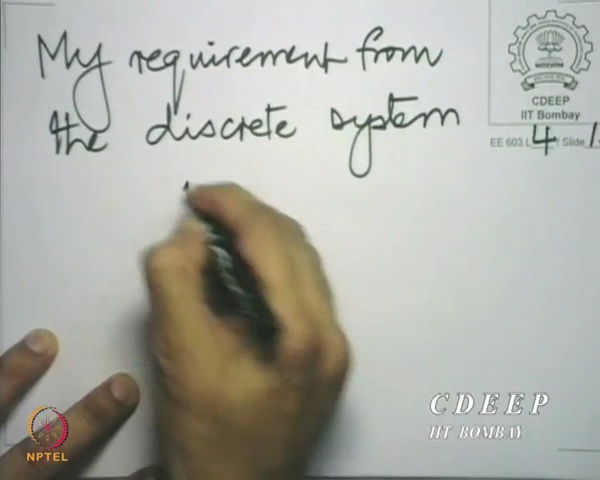 My requirement from
the discrete system
CDEEP
IIT Bombay
EE 603 L 4 / Slide 1
CDEEP
IIT BOMBAY
NPTEL